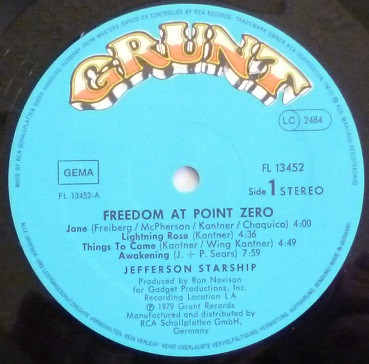 GRUNT
LC 2484
GEMA
FL 13452
FL 13452-A
Side 1 STEREO
FREEDOM AT POINT ZERO
Jane (Freiberg/McPherson/Kantner/Chaquico) 4:00
Lightning Rose (Kantner) 4:36
Things To Come (Kantner/Wing Kantner) 4:49
Awakening (J. + P. Sears) 7:59
JEFFERSON STARSHIP
Produced by Ron Nevison
for Gadget Productions, Inc.
Recording Location L A
℗ 1979 Grunt Records
Manufactured and distributed by
RCA Schallplatten GmbH,
Germany